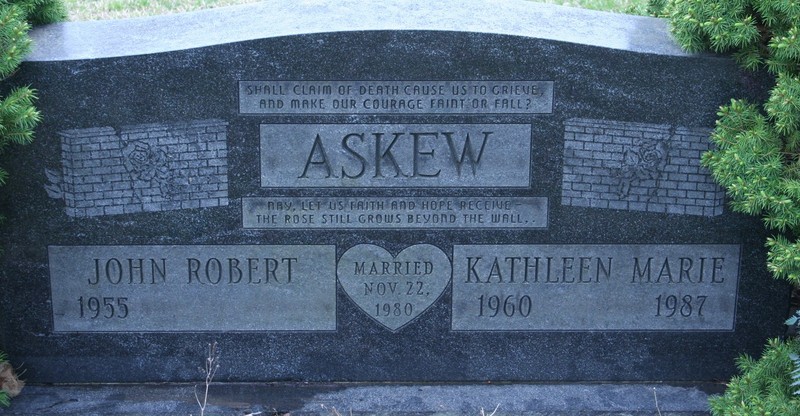 SHALL CLAIM OF DEATH CAUSE US TO GRIEVE
AND MAKE OUR COURAGE FAINT OR FALL?
ASKEW
NAY, LET US FAITH AND HOPE RECEIVE -
THE ROSE STILL GROWS BEYOND THE WALL..
JOHN ROBERT
1955
MARRIED
NOV. 22,
1980
KATHLEEN MARIE
1960 1987